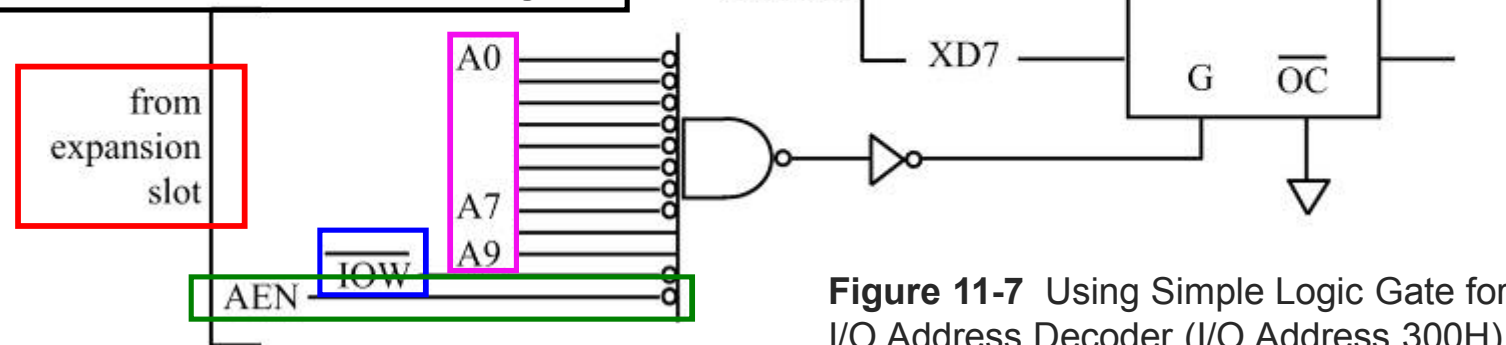 from
expansion
slot
A0
A7
A9
IOW
AEN
XD7
G
OC
Figure 11-7 Using Simple Logic Gate for
I/O Address Decoder (I/O Address 300H)